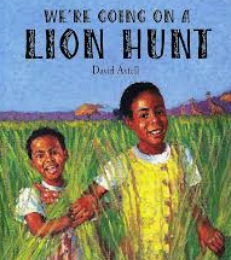 WE'RE GOING ON A
LION HUNT
David Axtell